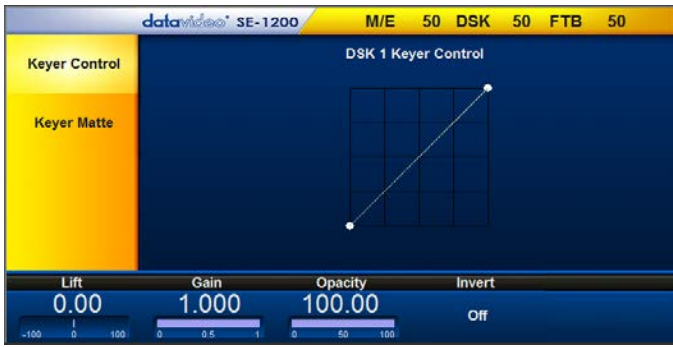 datavideo SE-1200 M/E 50 DSK 50 FTB 50
Keyer Control
DSK 1 Keyer Control
Keyer Matte
Lift Gain Opacity Invert
0.00 1.000 100.00 Off
-100 0 100 0 0.5 1 0 50 100